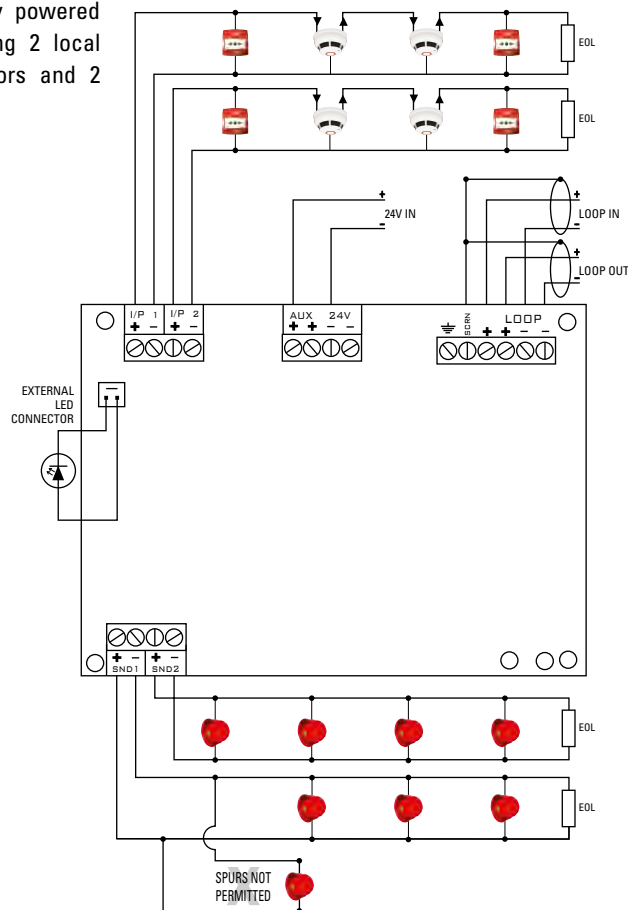 y powered
ng 2 local
ors and 2
EOL
EOL
+
24V IN
-
+
LOOP IN
-
+
LOOP OUT
-
I/P 1 I/P 2
+ - + -
AUX 24V
+ + - -
SCRN LOOP
+ + - -
EXTERNAL
LED
CONNECTOR
+ - + -
SND1 SND2
EOL
EOL
SPURS NOT
PERMITTED
X